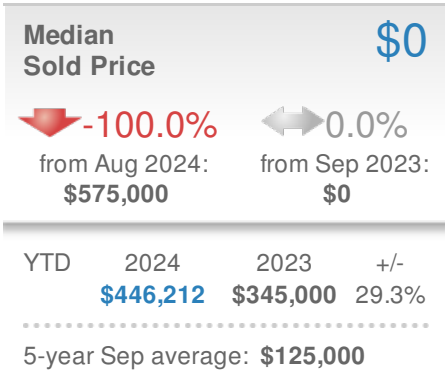 Median
Sold Price
$0
-100.0%
0.0%
from Aug 2024:
$575,000
from Sep 2023:
$0
YTD 2024 2023 +/-
$446,212 $345,000 29.3%
5-year Sep average: $125,000